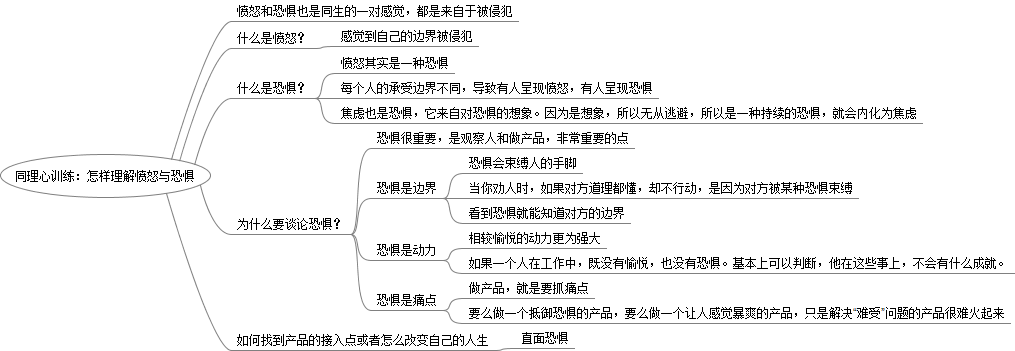 愤怒和恐惧也是同生的一对感觉，都是来自于被侵犯
什么是愤怒？
感觉到自己的边界被侵犯
愤怒其实是一种恐惧
什么是恐惧？
每个人的承受边界不同，导致有人呈现愤怒，有人呈现恐惧
焦虑也是恐惧，它来自对恐惧的想象。因为是想象，所以无从逃避，所以是一种持续的恐惧，就会内化为焦虑
同理心训练：怎样理解愤怒与恐惧
为什么要谈论恐惧？
恐惧很重要，是观察人和做产品，非常重要的点
恐惧是边界
恐惧会束缚人的手脚
当你劝人时，如果对方道理都懂，却不行动，是因为对方被某种恐惧束缚
看到恐惧就能知道对方的边界
恐惧是动力
相较愉悦的动力更为强大
如果一个人在工作中，既没有愉悦，也没有恐惧。基本上可以判断，他在这些事上，不会有什么成就。
恐惧是痛点
做产品，就是要抓痛点
要么做一个抵御恐惧的产品，要么做一个让人感觉暴爽的产品，只是解决“难受”问题的产品很难火起来
如何找到产品的接入点或者怎么改变自己的人生
直面恐惧